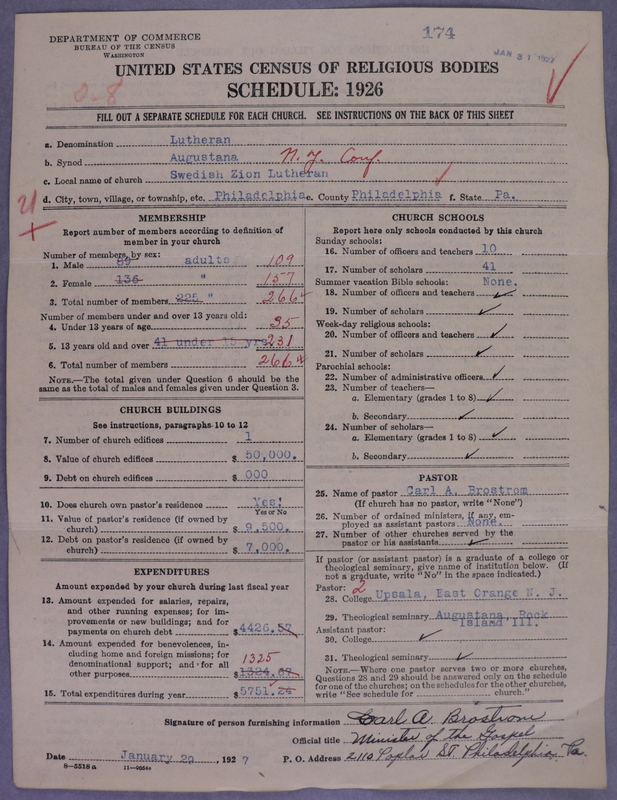 DEPARTMENT OF COMMERCE
BUREAU OF THE CENSUS
WASHINGTON
174
JAN 31 1927
UNITED STATES CENSUS OF RELIGIOUS BODIES
SCHEDULE: 1926
0-8
FILL OUT A SEPARATE SCHEDULE FOR EACH CHURCH. SEE INSTRUCTIONS ON THE BACK OF THIS SHEET
a. Denomination Lutheran
b. Synod Augustana N.Y. Conf.
c. Local name of church Swedish Zion Lutheran
d. City, town, village, or township, etc. Philadelphia e. County Philadelphia f. State Pa.
MEMBERSHIP
Report number of members according to definition of
member in your church
Number of members, by sex:
1. Male 89 adults 109
2. Female 136 " 157
3. Total number of members 225 " 266
Number of members under and over 13 years old:
4. Under 13 years of age 35
5. 13 years old and over 41 under 15 yrs 231
6. Total number of members 266
NOTE.—The total given under Question 6 should be the
same as the total of males and females given under Question 3.
CHURCH BUILDINGS
See instructions, paragraphs 10 to 12
7. Number of church edifices 1
8. Value of church edifices $ 50,000.
9. Debt on church edifices $ 000
10. Does church own pastor's residence Yes!
Yes or No
11. Value of pastor's residence (if owned by
church) $ 9,500.
12. Debt on pastor's residence (if owned by
church) $ 7,000.
EXPENDITURES
Amount expended by your church during last fiscal year
13. Amount expended for salaries, repairs,
and other running expenses; for im-
provements or new buildings; and for
payments on church debt $ 4426.57
14. Amount expended for benevolences, in-
cluding home and foreign missions; for
denominational support; and for all 1325
other purposes $ 1324.67
15. Total expenditures during year $ 5751.24
CHURCH SCHOOLS
Report here only schools conducted by this church
Sunday schools:
16. Number of officers and teachers 10
17. Number of scholars 41
Summer vacation Bible schools: None.
18. Number of officers and teachers
19. Number of scholars
Week-day religious schools:
20. Number of officers and teachers
21. Number of scholars
Parochial schools:
22. Number of administrative officers
23. Number of teachers—
a. Elementary (grades 1 to 8)
b. Secondary
24. Number of scholars—
a. Elementary (grades 1 to 8)
b. Secondary
PASTOR
25. Name of pastor Carl A. Brostrom
(If church has no pastor, write "None")
26. Number of ordained ministers, if any, em-
ployed as assistant pastors None.
27. Number of other churches served by the
pastor or his assistants
If pastor (or assistant pastor) is a graduate of a college or
theological seminary, give name of institution below. (If
not a graduate, write "No" in the space indicated.)
Pastor: 2
28. College Upsala, East Orange N. J.
29. Theological seminary Augustana, Rock
Island Ill.
Assistant pastor:
30. College
31. Theological seminary
NOTE.—Where one pastor serves two or more churches,
Questions 28 and 29 should be answered only on the schedule
for one of the churches; on the schedules for the other churches,
write "See schedule for church."
Signature of person furnishing information Carl A. Brostrom
Official title Minister of the Gospel
Date January 29, 1927 P. O. Address 2116 Poplar St. Philadelphia Pa.
8—5518 a